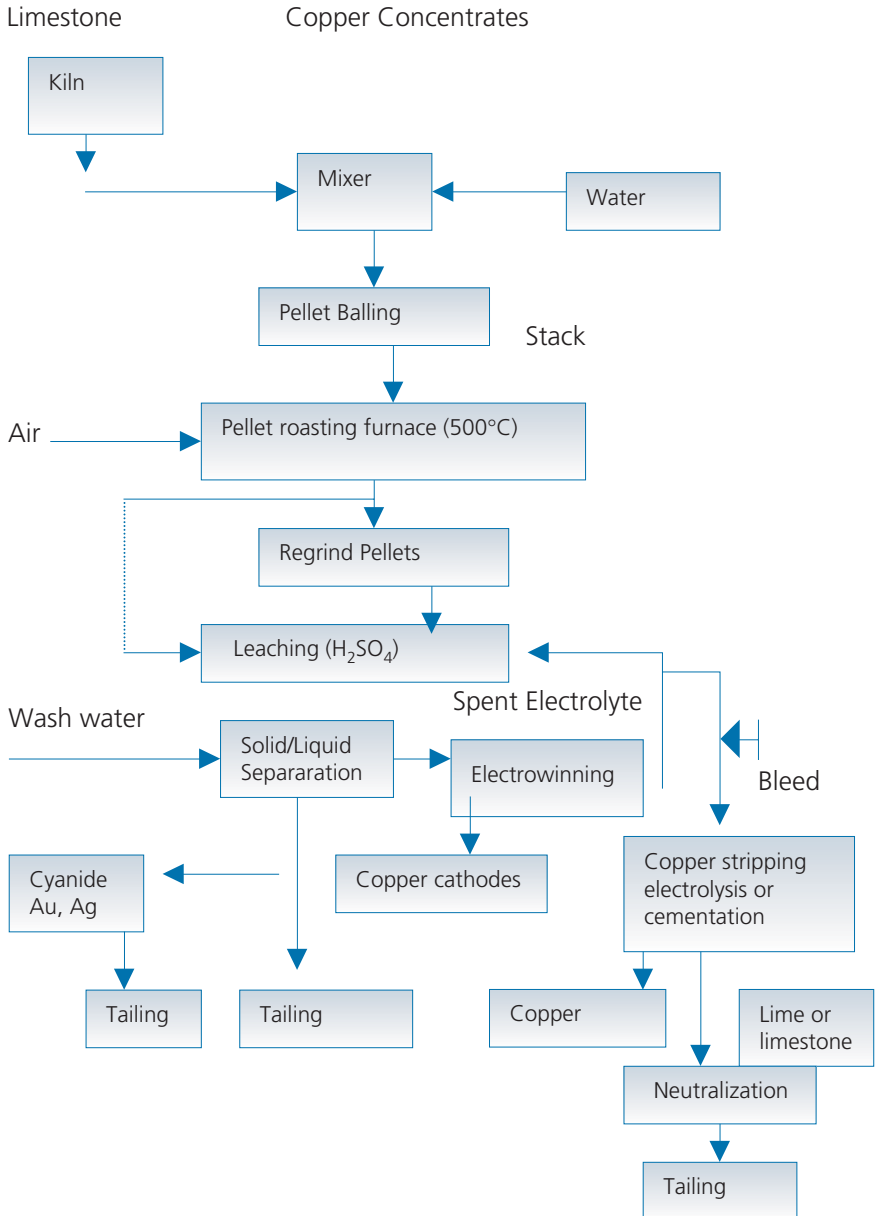 Limestone
Copper Concentrates
Kiln
Mixer
Water
Pellet Balling
Stack
Air
Pellet roasting furnace (500°C)
Regrind Pellets
Leaching (H₂SO₄)
Spent Electrolyte
Wash water
Solid/Liquid
Separaration
Electrowinning
Bleed
Cyanide
Au, Ag
Copper cathodes
Copper stripping
electrolysis or
cementation
Tailing
Tailing
Copper
Lime or
limestone
Neutralization
Tailing